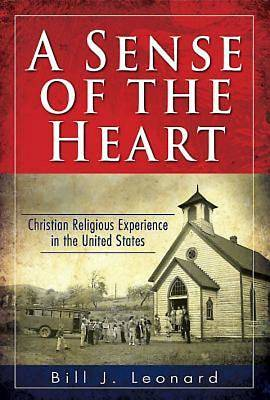 A SENSE
OF THE
HEART
Christian Religious Experience
in the United States
Bill J. Leonard